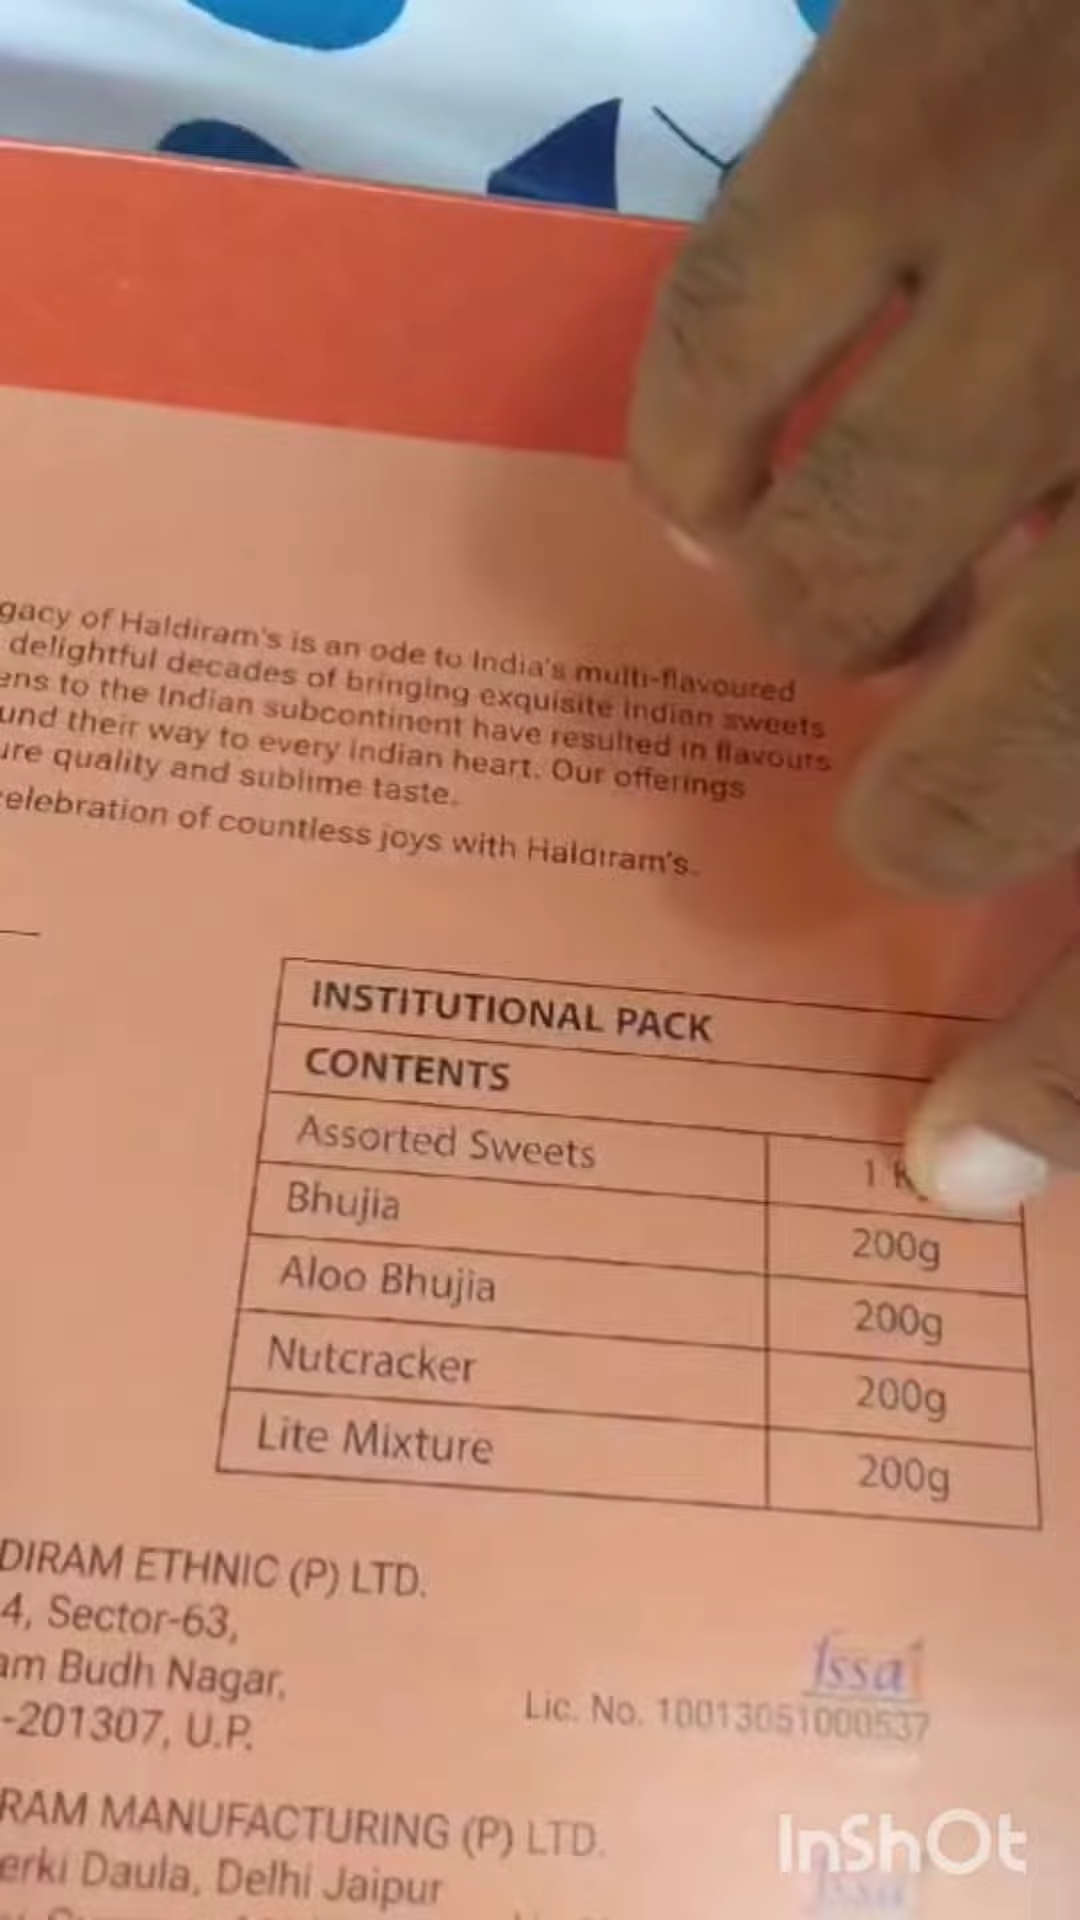 gacy of Haldiram's is an ode to India's multi-flavoured
delightful decades of bringing exquisite Indian sweets
ens to the Indian subcontinent have resulted in flavours
und their way to every Indian heart. Our offerings
ure quality and sublime taste.
elebration of countless joys with Haldiram's.
INSTITUTIONAL PACK
CONTENTS
Assorted Sweets 1 K
Bhujia 200g
Aloo Bhujia 200g
Nutcracker 200g
Lite Mixture 200g
DIRAM ETHNIC (P) LTD.
4, Sector-63,
am Budh Nagar,
-201307, U.P.
fssai
Lic. No. 10013051000537
RAM MANUFACTURING (P) LTD.
erki Daula, Delhi Jaipur
fssai
InShOt